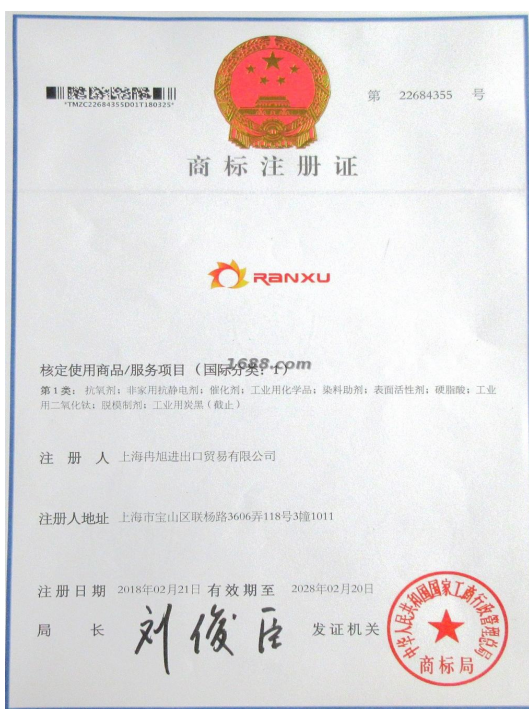 第 22684355 号
*TMZC22684355D01T180325*
商标注册证
RANXU
1688.com
核定使用商品/服务项目（国际分类：1）
第1类：抗氧剂；非家用抗静电剂；催化剂；工业用化学品；染料助剂；表面活性剂；硬脂酸；工业
用二氧化钛；脱模制剂；工业用炭黑（截止）
注 册 人 上海冉旭进出口贸易有限公司
注册人地址 上海市宝山区联杨路3606弄118号3幢1011
注册日期 2018年02月21日 有效期至 2028年02月20日
局 长 刘俊臣 发证机关
中华人民共和国国家工商行政管理总局
商标局